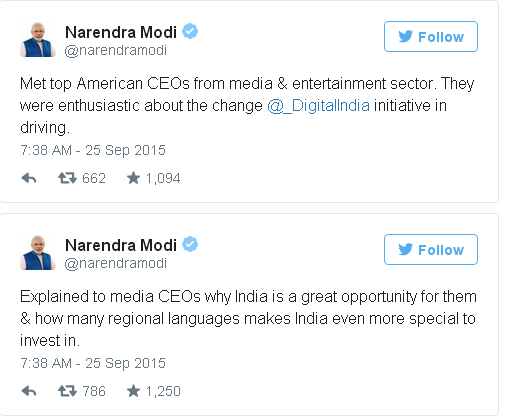 Narendra Modi
Follow
@narendramodi
Met top American CEOs from media & entertainment sector. They
were enthusiastic about the change @_DigitalIndia initiative in
driving.
7:38 AM - 25 Sep 2015
662 1,094
Narendra Modi
Follow
@narendramodi
Explained to media CEOs why India is a great opportunity for them
& how many regional languages makes India even more special to
invest in.
7:38 AM - 25 Sep 2015
786 1,250